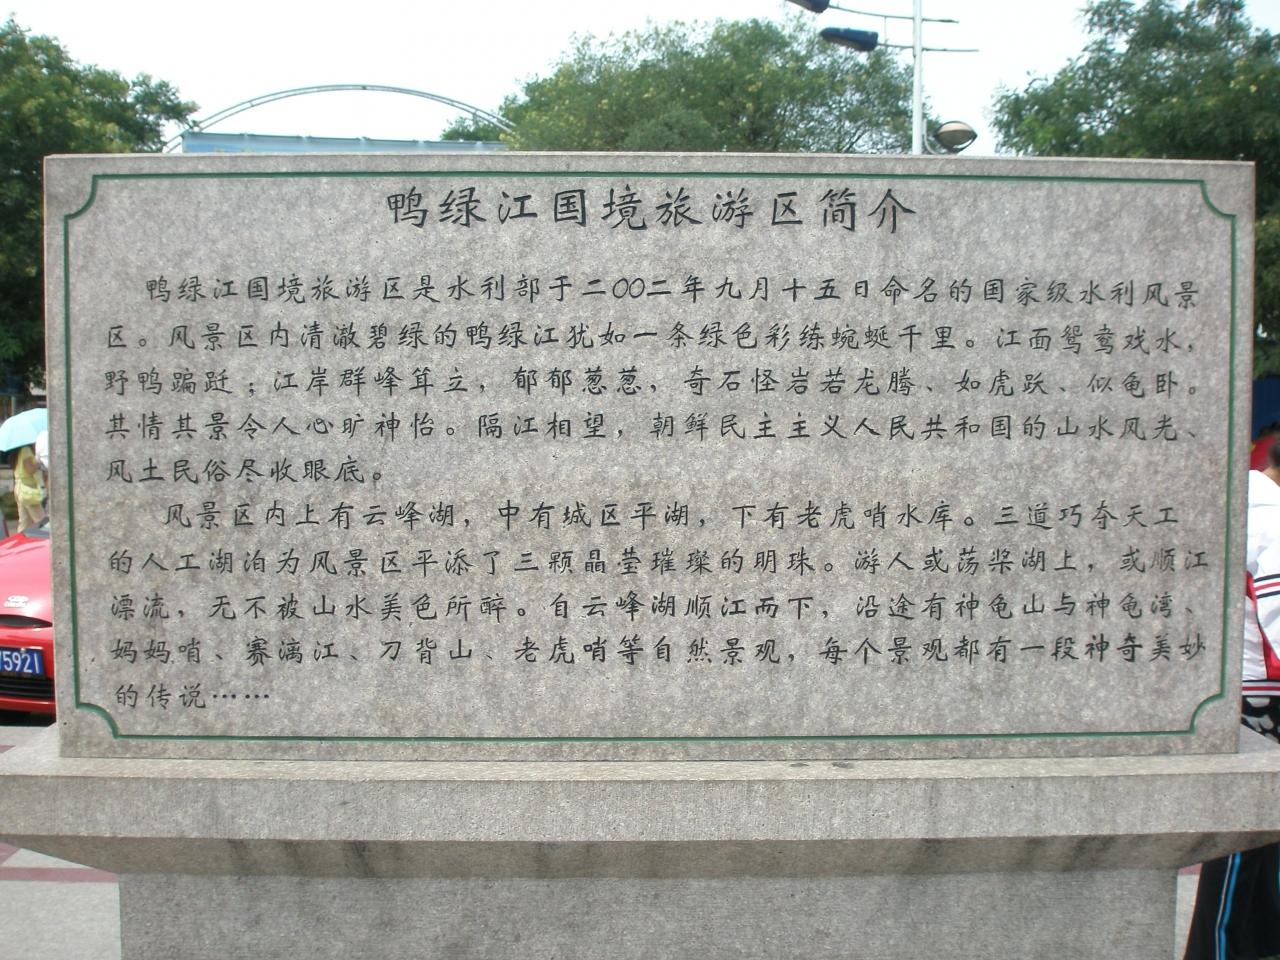 鸭绿江国境旅游区简介
鸭绿江国境旅游区是水利部于二〇〇二年九月十五日命名的国家级水利风景
区。风景区内清澈碧绿的鸭绿江犹如一条绿色彩练蜿蜒千里。江面鸳鸯戏水，
野鸭蹁跹；江岸群峰耸立，郁郁葱葱，奇石怪岩若龙腾、如虎跃、似龟卧。
其情其景令人心旷神怡。隔江相望，朝鲜民主主义人民共和国的山水风光、
风土民俗尽收眼底。
风景区内上有云峰湖，中有城区平湖，下有老虎哨水库。三道巧夺天工
的人工湖泊为风景区平添了三颗晶莹璀璨的明珠。游人或荡桨湖上，或顺江
漂流，无不被山水美色所醉。自云峰湖顺江而下，沿途有神龟山与神龟湾、
妈妈哨、赛漓江、刀背山、老虎哨等自然景观，每个景观都有一段神奇美妙
的传说……
5921